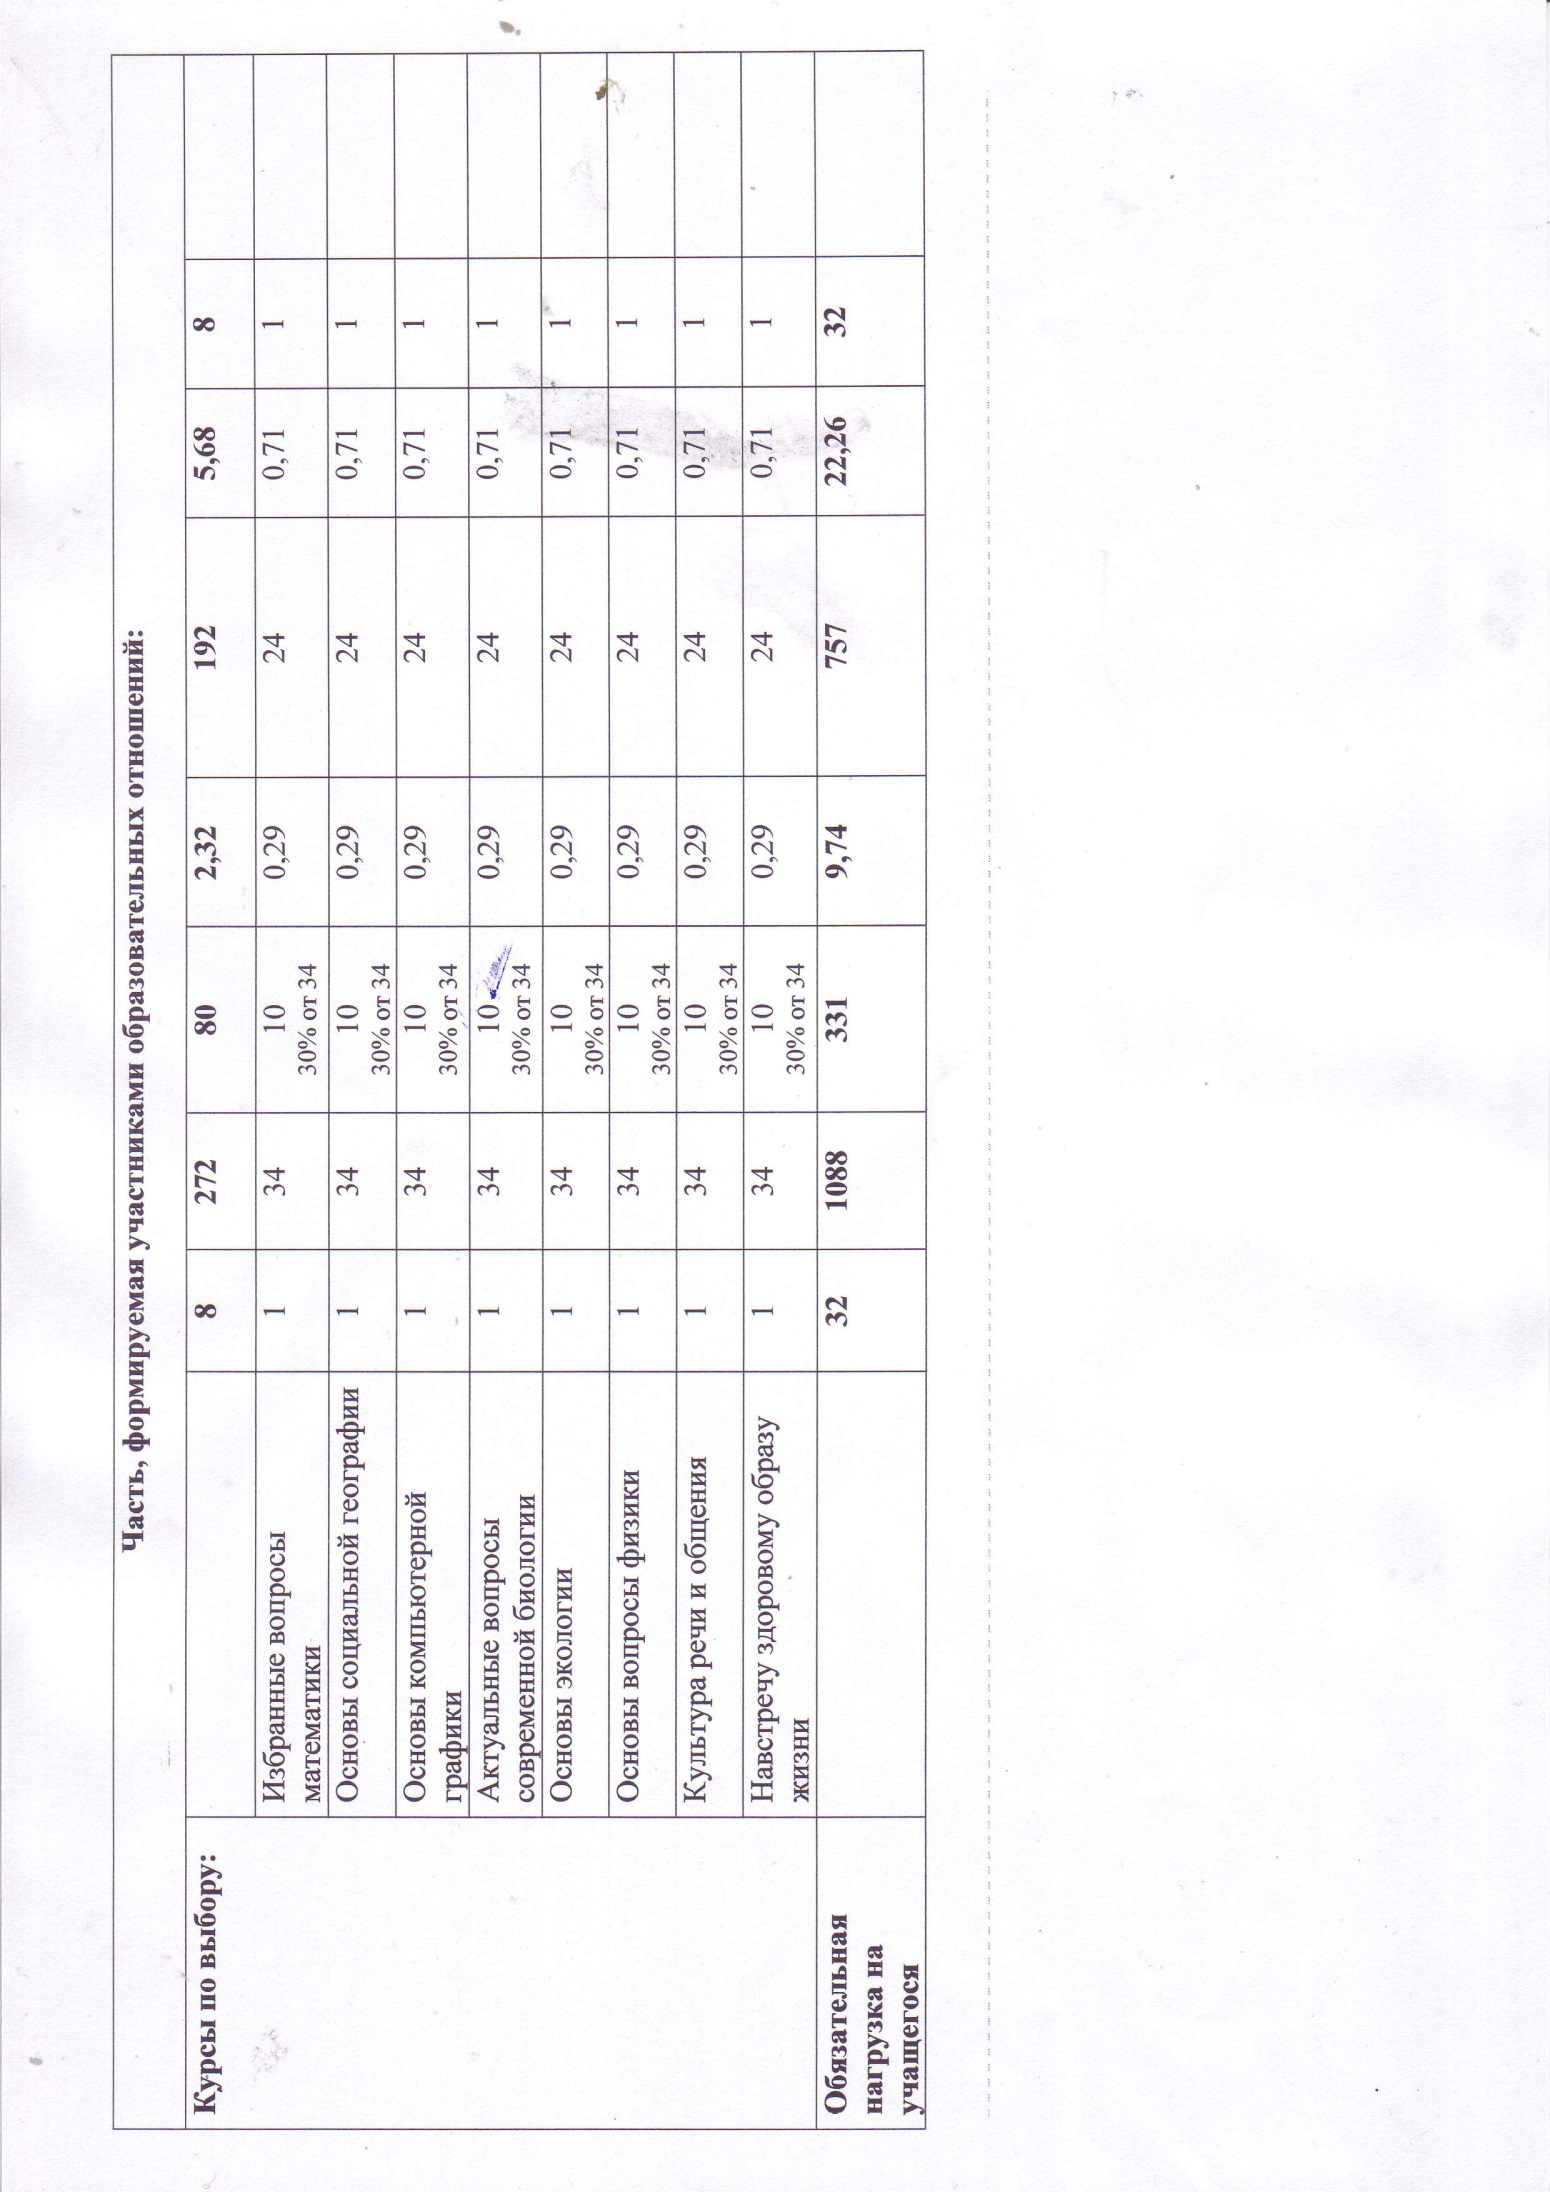 Часть, формируемая участниками образовательных отношений:
Курсы по выбору: 8 272 80 2,32 192 5,68 8
Избранные вопросы 1 34 10 0,29 24 0,71 1
математики 30% от 34
Основы социальной географии 1 34 10 0,29 24 0,71 1
30% от 34
Основы компьютерной 1 34 10 0,29 24 0,71 1
графики 30% от 34
Актуальные вопросы 1 34 10 0,29 24 0,71 1
современной биологии 30% от 34
Основы экологии 1 34 10 0,29 24 0,71 1
30% от 34
Основы вопросы физики 1 34 10 0,29 24 0,71 1
30% от 34
Культура речи и общения 1 34 10 0,29 24 0,71 1
30% от 34
Навстречу здоровому образу 1 34 10 0,29 24 0,71 1
жизни 30% от 34
Обязательная 32 1088 331 9,74 757 22,26 32
нагрузка на
учащегося